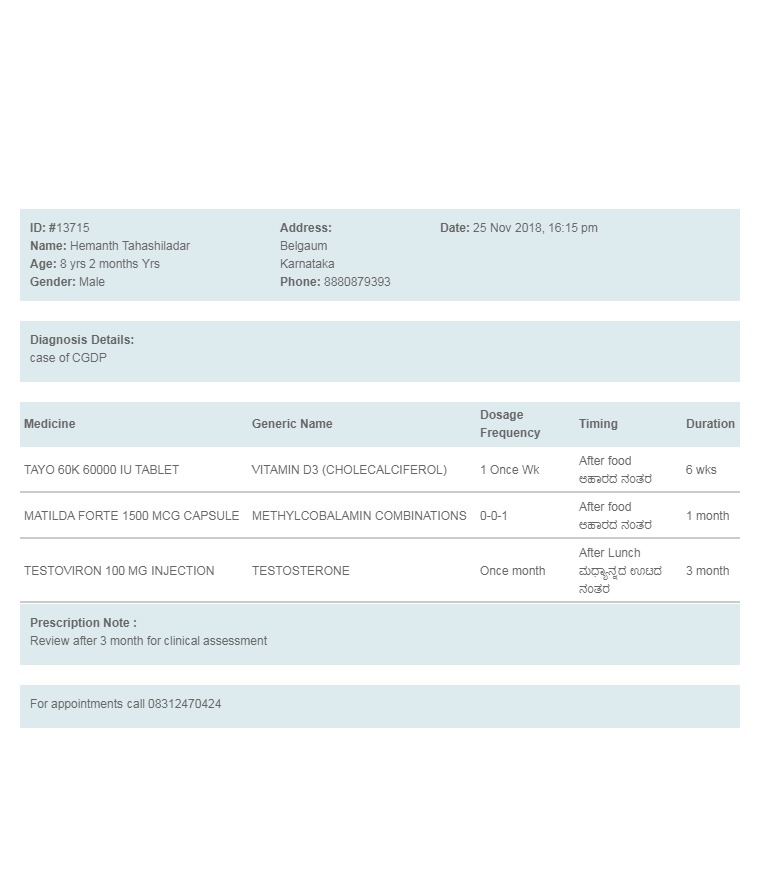 ID: #13715
Name: Hemanth Tahashiladar
Age: 8 yrs 2 months Yrs
Gender: Male
Address:
Belgaum
Karnataka
Phone: 8880879393
Date: 25 Nov 2018, 16:15 pm
Diagnosis Details:
case of CGDP
Medicine Generic Name Dosage Frequency Timing Duration
TAYO 60K 60000 IU TABLET VITAMIN D3 (CHOLECALCIFEROL) 1 Once Wk After food ಆಹಾರದ ನಂತರ 6 wks
MATILDA FORTE 1500 MCG CAPSULE METHYLCOBALAMIN COMBINATIONS 0-0-1 After food ಆಹಾರದ ನಂತರ 1 month
TESTOVIRON 100 MG INJECTION TESTOSTERONE Once month After Lunch ಮಧ್ಯಾನ್ನದ ಊಟದ ನಂತರ 3 month
Prescription Note :
Review after 3 month for clinical assessment
For appointments call 08312470424